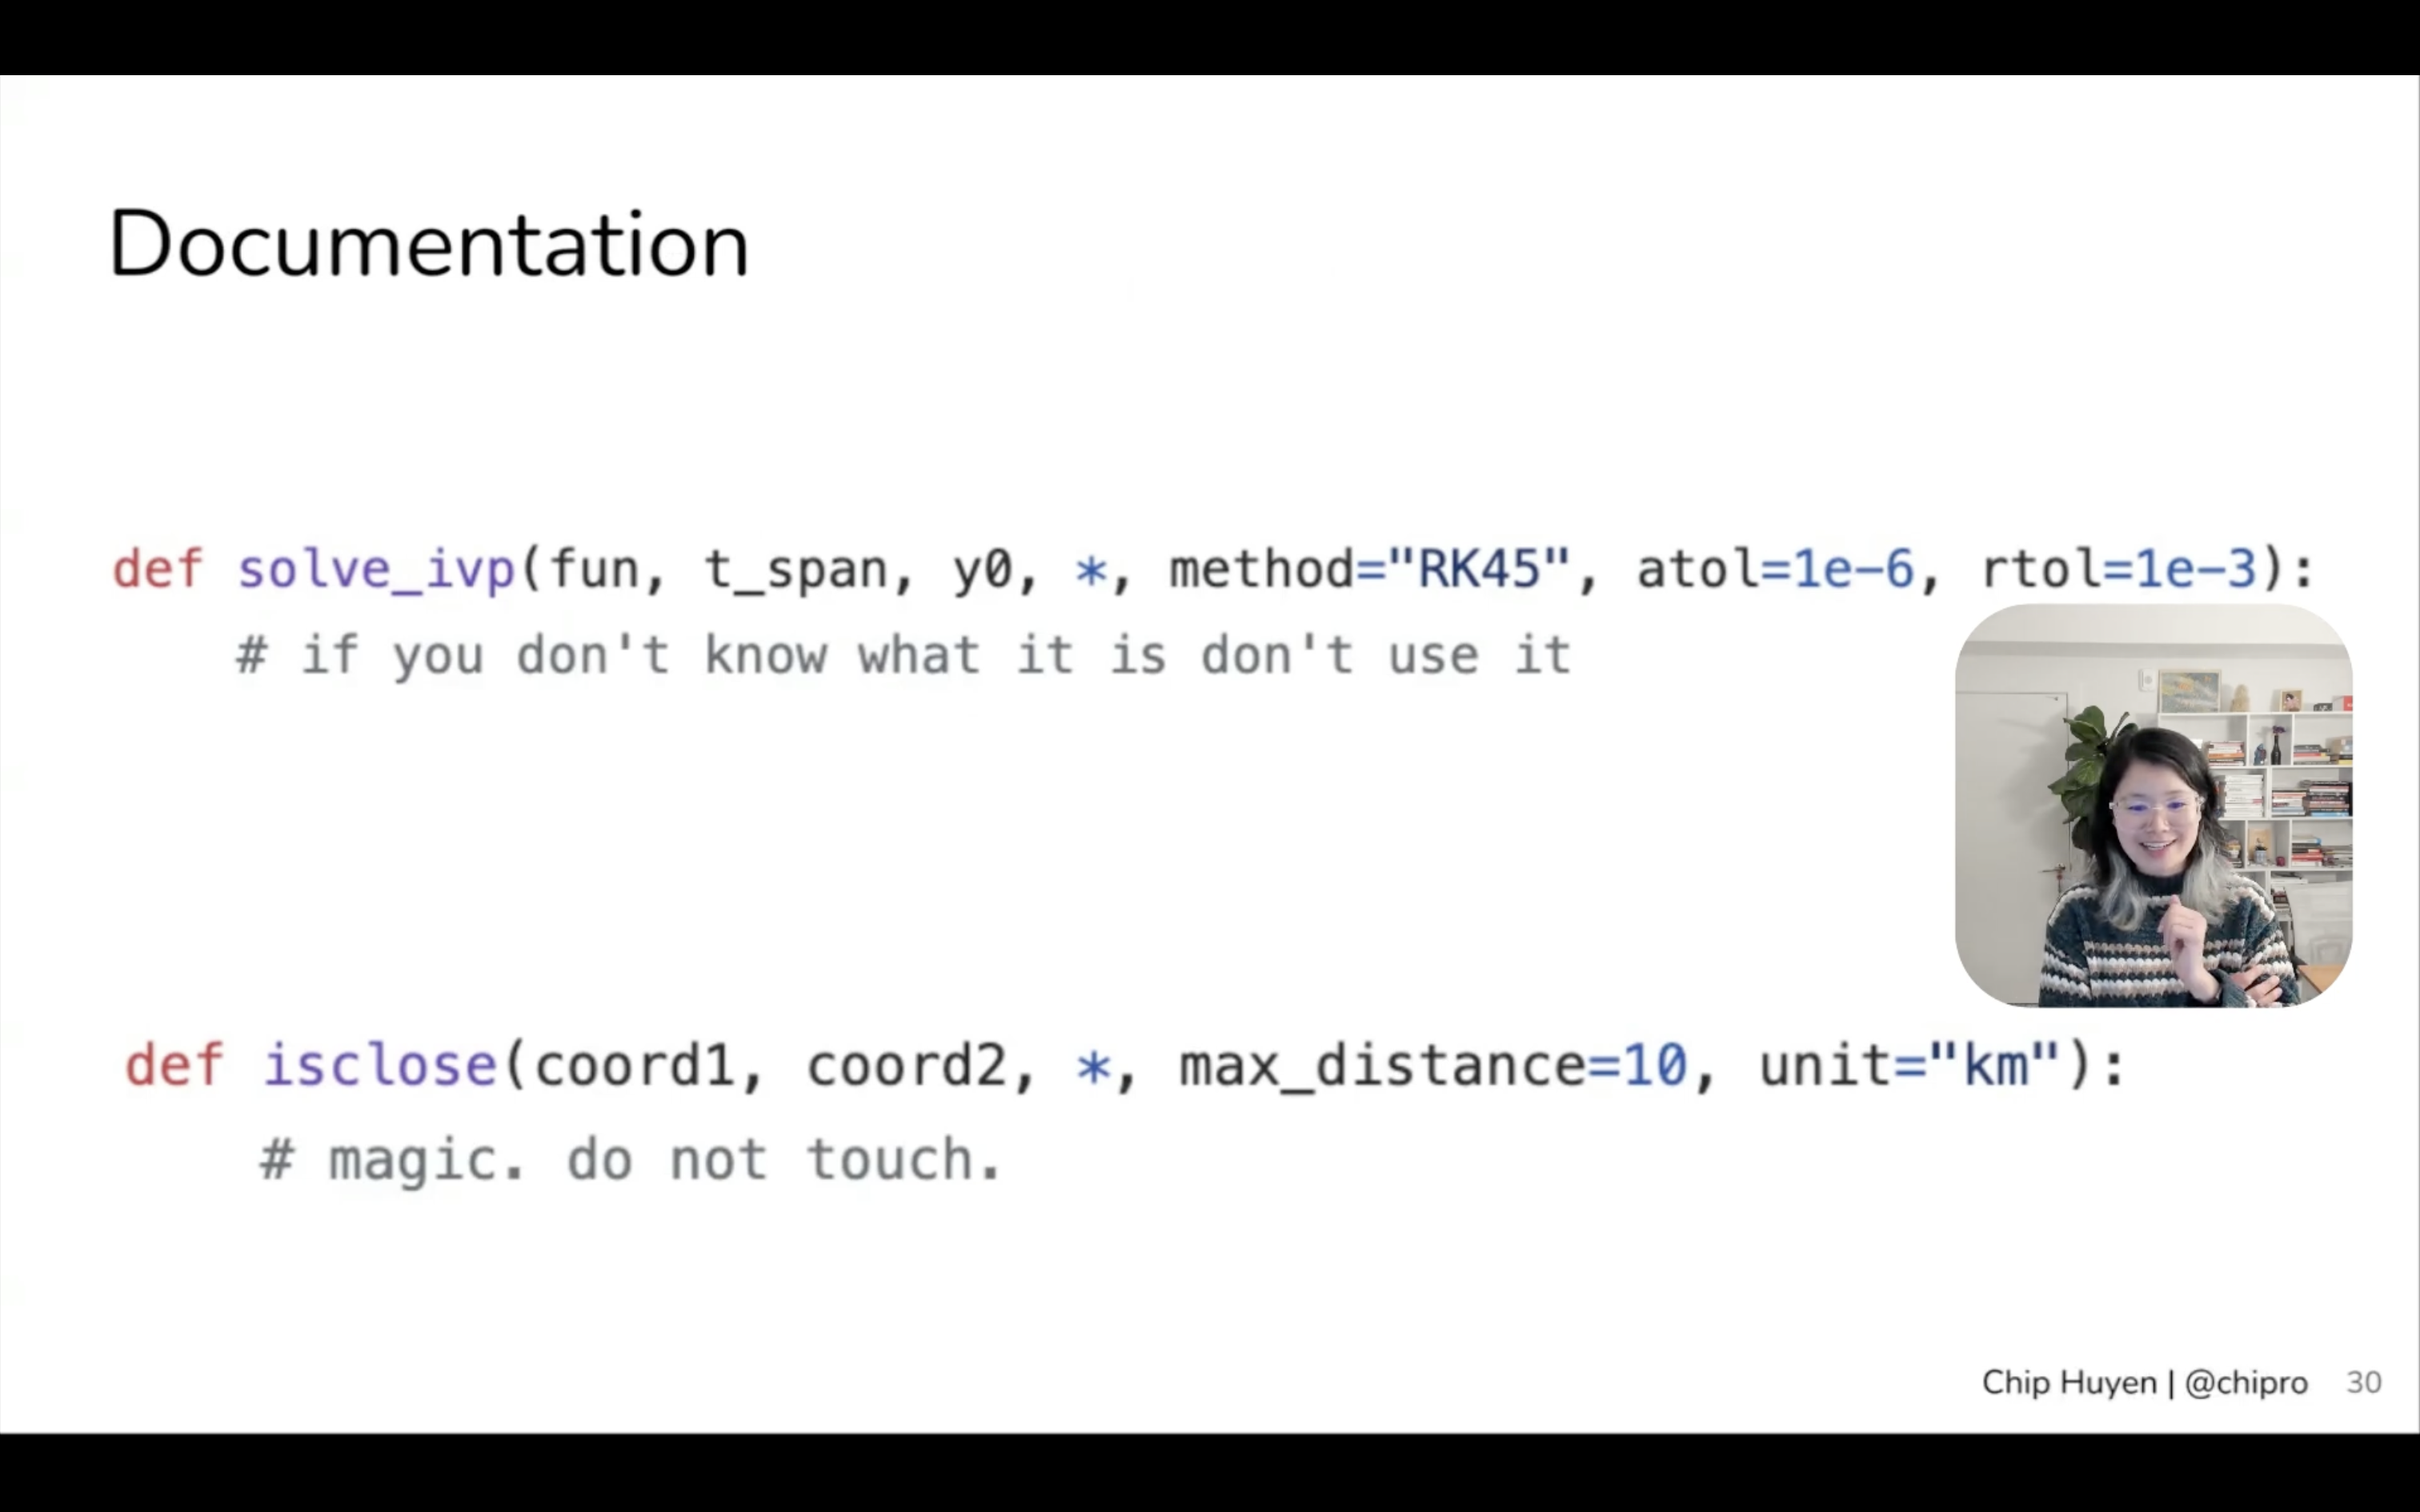 Documentation
def solve_ivp(fun, t_span, y0, *, method="RK45", atol=1e-6, rtol=1e-3):
# if you don't know what it is don't use it
def isclose(coord1, coord2, *, max_distance=10, unit="km"):
# magic. do not touch.
Chip Huyen | @chipro 30